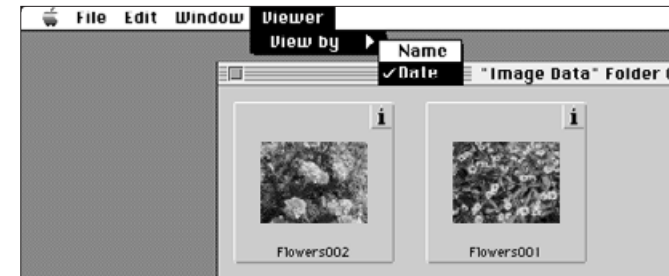 File Edit Window Viewer
View by
Name
✓Date
"Image Data" Folder
i
i
Flowers002
Flowers001